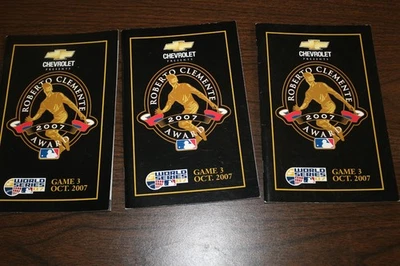 CHEVROLET
PRESENTS
ROBERTO CLEMENTE
2007
AWARD
WORLD SERIES
GAME 3
OCT. 2007
CHEVROLET
PRESENTS
ROBERTO CLEMENTE
2007
AWARD
WORLD SERIES
GAME 3
OCT. 2007
CHEVROLET
PRESENTS
ROBERTO CLEMENTE
2007
AWARD
WORLD SERIES
GAME 3
OCT. 2007